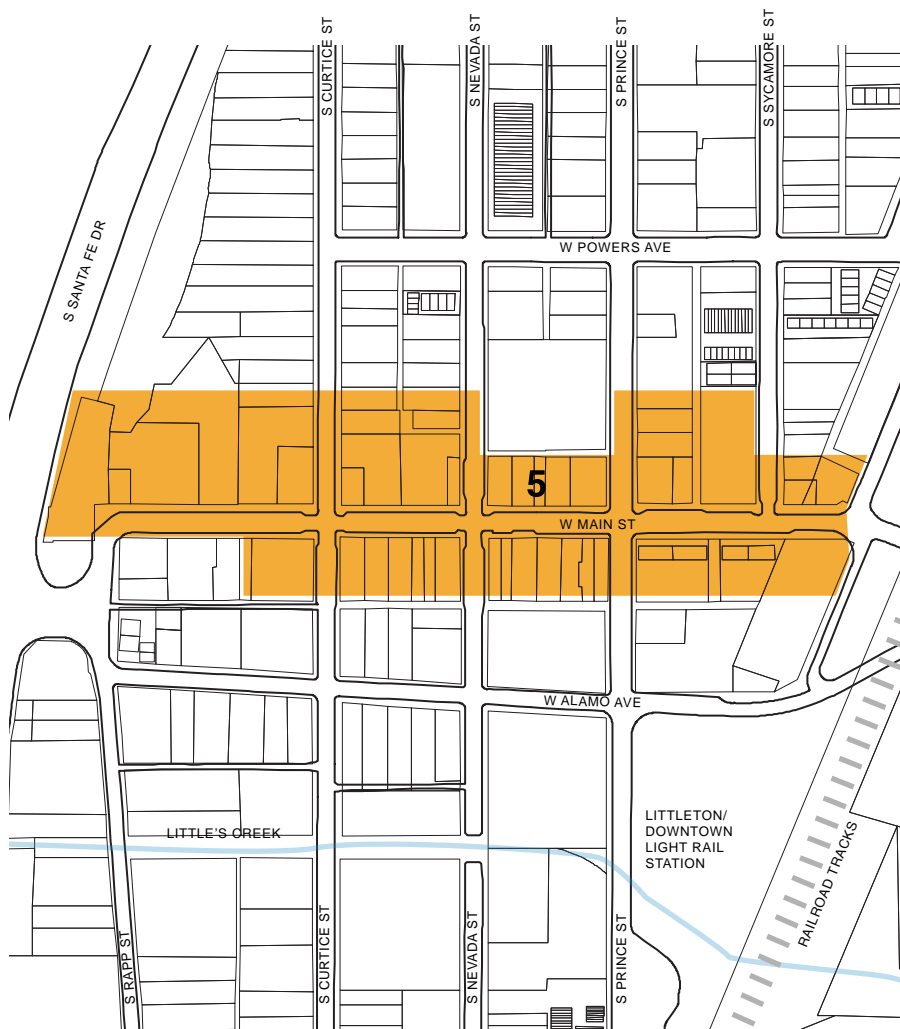 S CURTICE ST
S NEVADA ST
S PRINCE ST
S SYCAMORE ST
W POWERS AVE
S SANTA FE DR
5
W MAIN ST
W ALAMO AVE
LITTLE'S CREEK
LITTLETON/
DOWNTOWN
LIGHT RAIL
STATION
RAILROAD TRACKS
S RAPP ST
S CURTICE ST
S NEVADA ST
S PRINCE ST